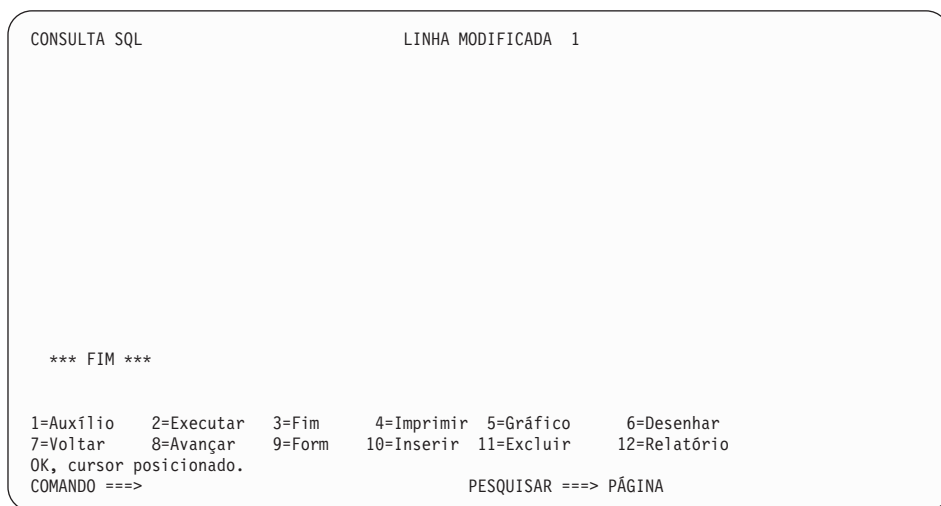 CONSULTA SQL LINHA MODIFICADA 1
*** FIM ***
1=Auxílio 2=Executar 3=Fim 4=Imprimir 5=Gráfico 6=Desenhar
7=Voltar 8=Avançar 9=Form 10=Inserir 11=Excluir 12=Relatório
OK, cursor posicionado.
COMANDO ===> PESQUISAR ===> PÁGINA